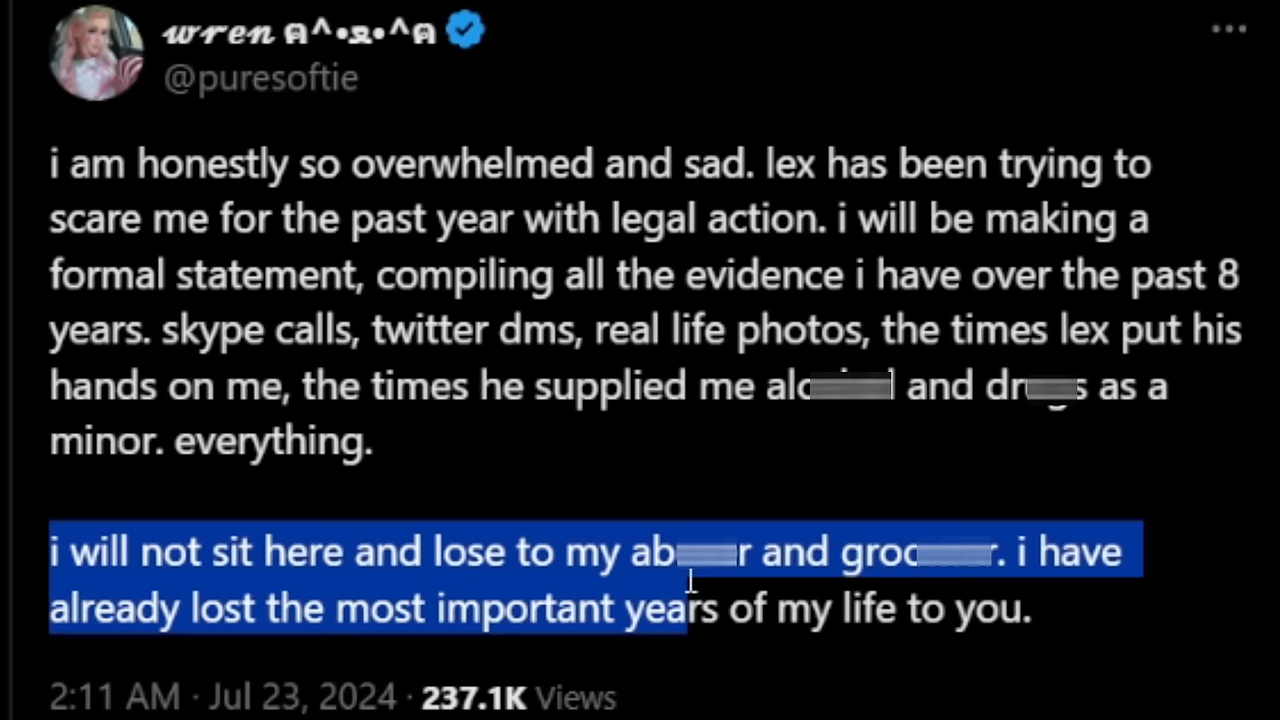 𝔀𝓻𝓮𝓷 ฅ^•ﻌ•^ฅ
@puresoftie
i am honestly so overwhelmed and sad. lex has been trying to
scare me for the past year with legal action. i will be making a
formal statement, compiling all the evidence i have over the past 8
years. skype calls, twitter dms, real life photos, the times lex put his
hands on me, the times he supplied me and as a
minor. everything.
i will not sit here and lose to my and . i have
already lost the most important years of my life to you.
2:11 AM · Jul 23, 2024 · 237.1K Views